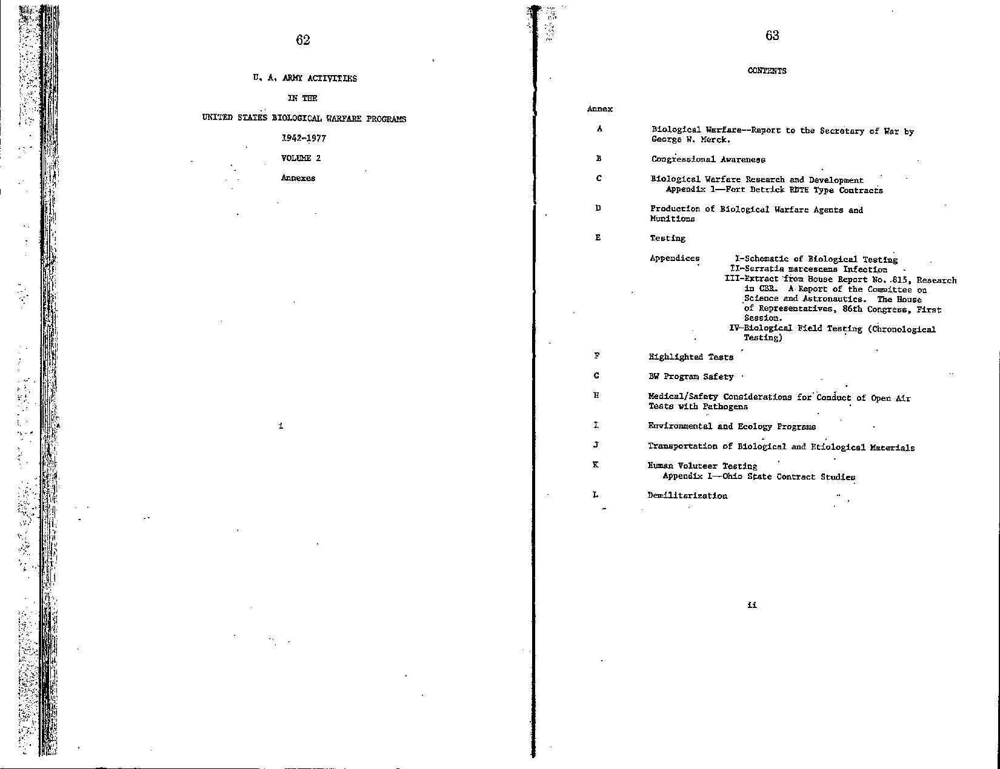 62
U. A. ARMY ACTIVITIES
IN THE
UNITED STATES BIOLOGICAL WARFARE PROGRAMS
1942-1977
VOLUME 2
Annexes
i
63
CONTENTS
Annex
A Biological Warfare--Report to the Secretary of War by
George W. Merck.
B Congressional Awareness
C Biological Warfare Research and Development
Appendix 1—Fort Detrick RDTE Type Contracts
D Production of Biological Warfare Agents and
Munitions
E Testing
Appendices I-Schematic of Biological Testing
II-Serratia marcescens Infection
III-Extract from House Report No. 815, Research
in CBR. A Report of the Committee on
Science and Astronautics. The House
of Representatives, 86th Congress, First
Session.
IV-Biological Field Testing (Chronological
Testing)
F Highlighted Tests
G BW Program Safety
H Medical/Safety Considerations for Conduct of Open Air
Tests with Pathogens
I Environmental and Ecology Programs
J Transportation of Biological and Etiological Materials
K Human Voluteer Testing
Appendix I—Ohio State Contract Studies
L Demilitarization
ii